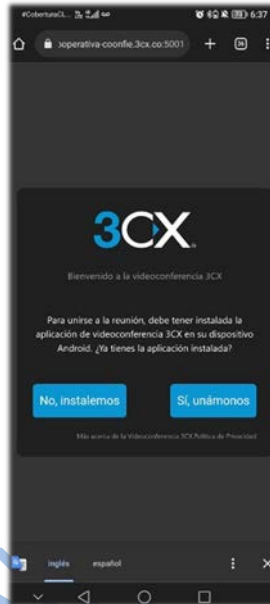 #CoberturaCL...
6:37
ooperativa-coonfie.3cx.co:5001
3CX
Bienvenido a la videoconferencia 3CX
Para unirse a la reunión, debe tener instalada la
aplicación de videoconferencia 3CX en su dispositivo
Android. ¿Ya tienes la aplicación instalada?
No, instalemos
Sí, unámonos
Más acerca de la Videoconferencia 3CX Política de Privacidad
inglés español